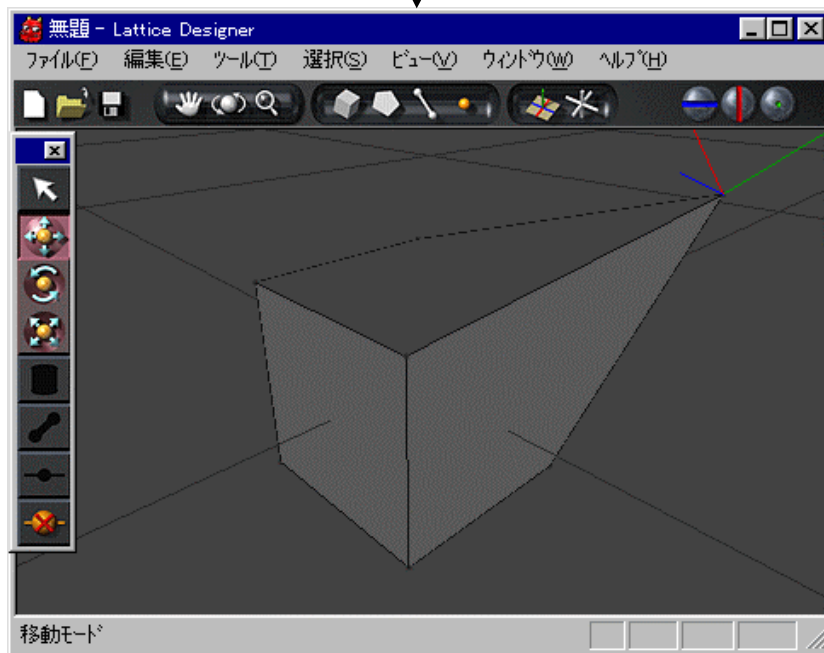 無題 - Lattice Designer
ファイル(F) 編集(E) ツール(T) 選択(S) ビュー(V) ウィンドウ(W) ヘルプ(H)
移動モード